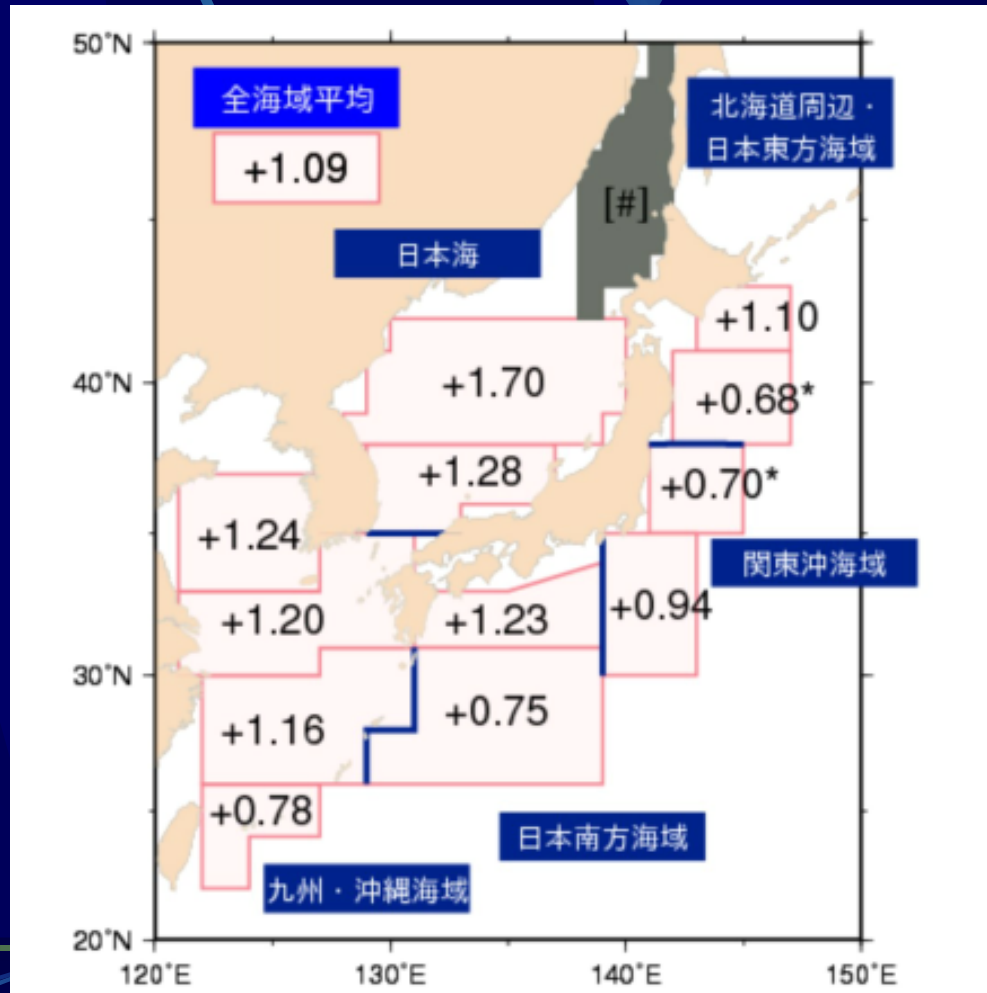 50°N
全海域平均
+1.09
北海道周辺・
日本東方海域
[#]
日本海
+1.10
40°N
+1.70
+0.68*
+1.28
+0.70*
+1.24
関東沖海域
+1.20
+1.23
+0.94
30°N
+1.16
+0.75
+0.78
日本南方海域
九州・沖縄海域
20°N
120°E
130°E
140°E
150°E